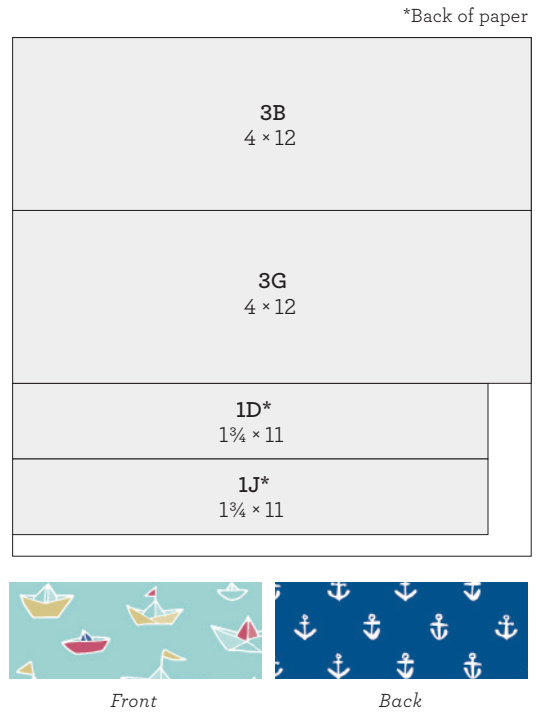 *Back of paper
3B
4 × 12
3G
4 × 12
1D*
1¾ × 11
1J*
1¾ × 11
Front
Back